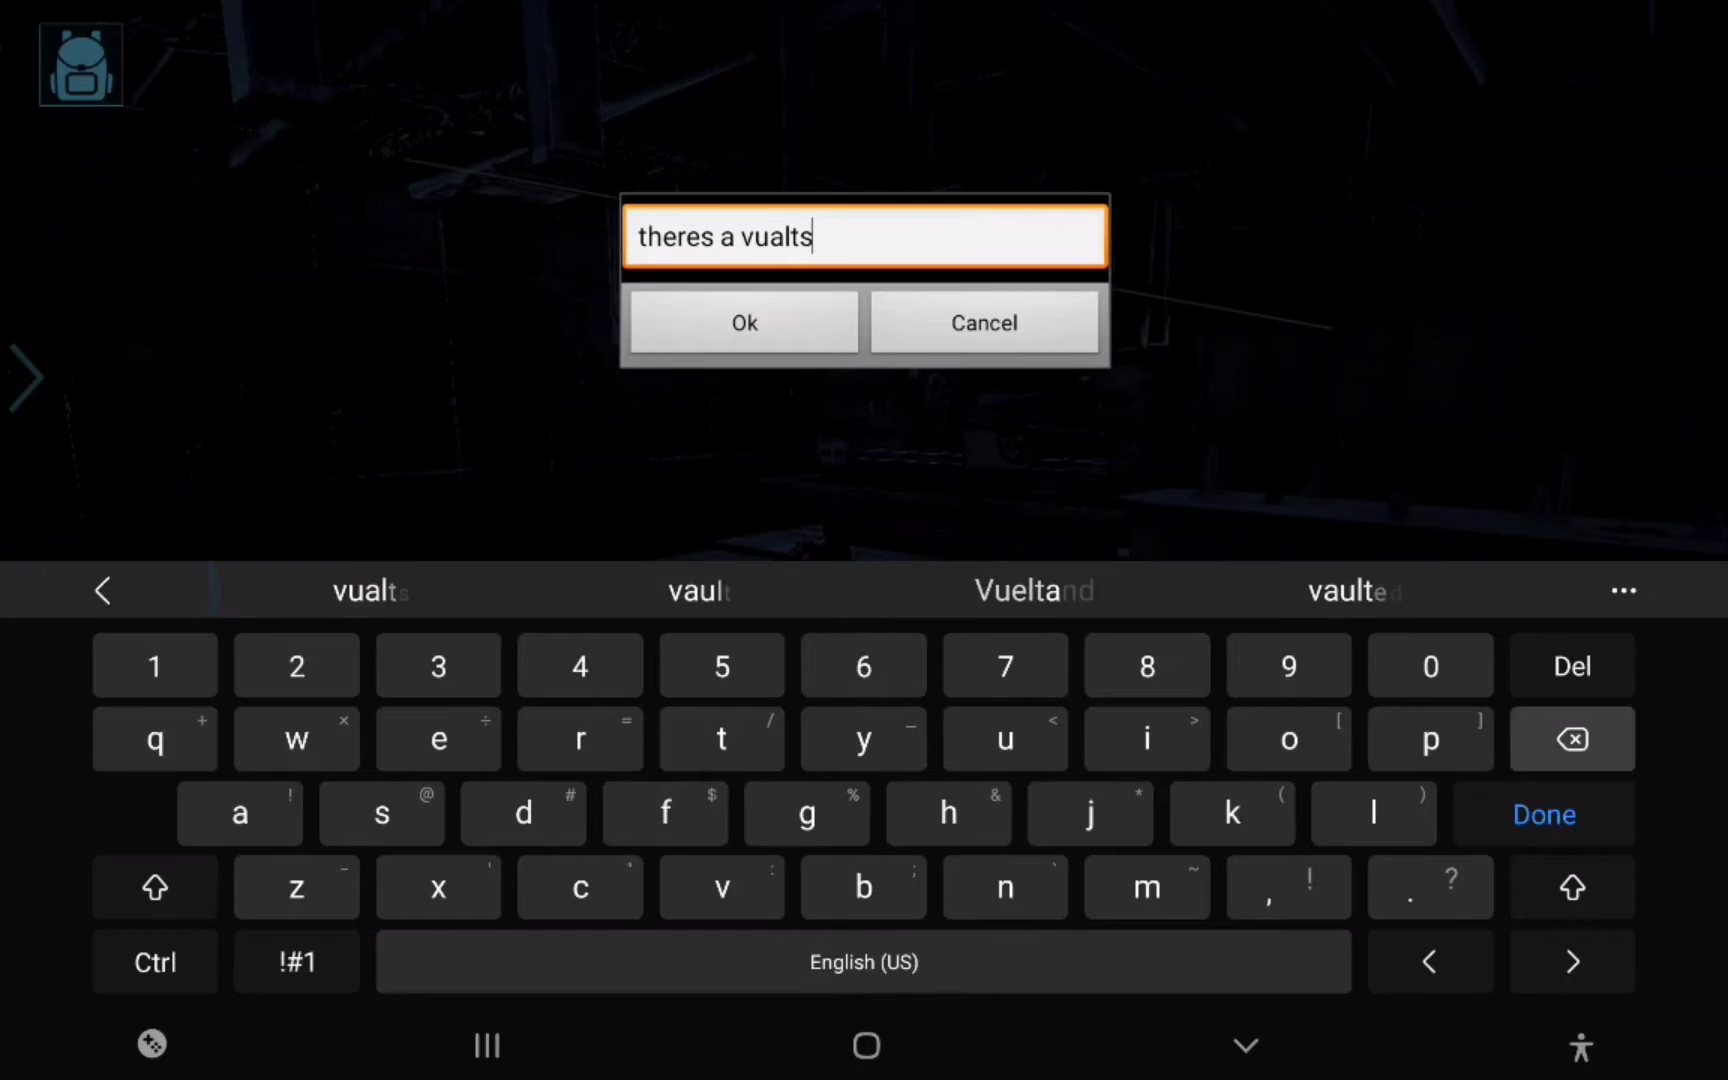 theres a vualts
Ok Cancel
vualts vault Vueltand vaulted •••
1 2 3 4 5 6 7 8 9 0 Del
q + w × e ÷ r = t / y _ u < i > o [ p ]
a ! s @ d # f $ g % h & j * k ( l ) Done
z - x ' c " v : b ; n ` m ~ , ! . ?
Ctrl !#1 English (US) < >